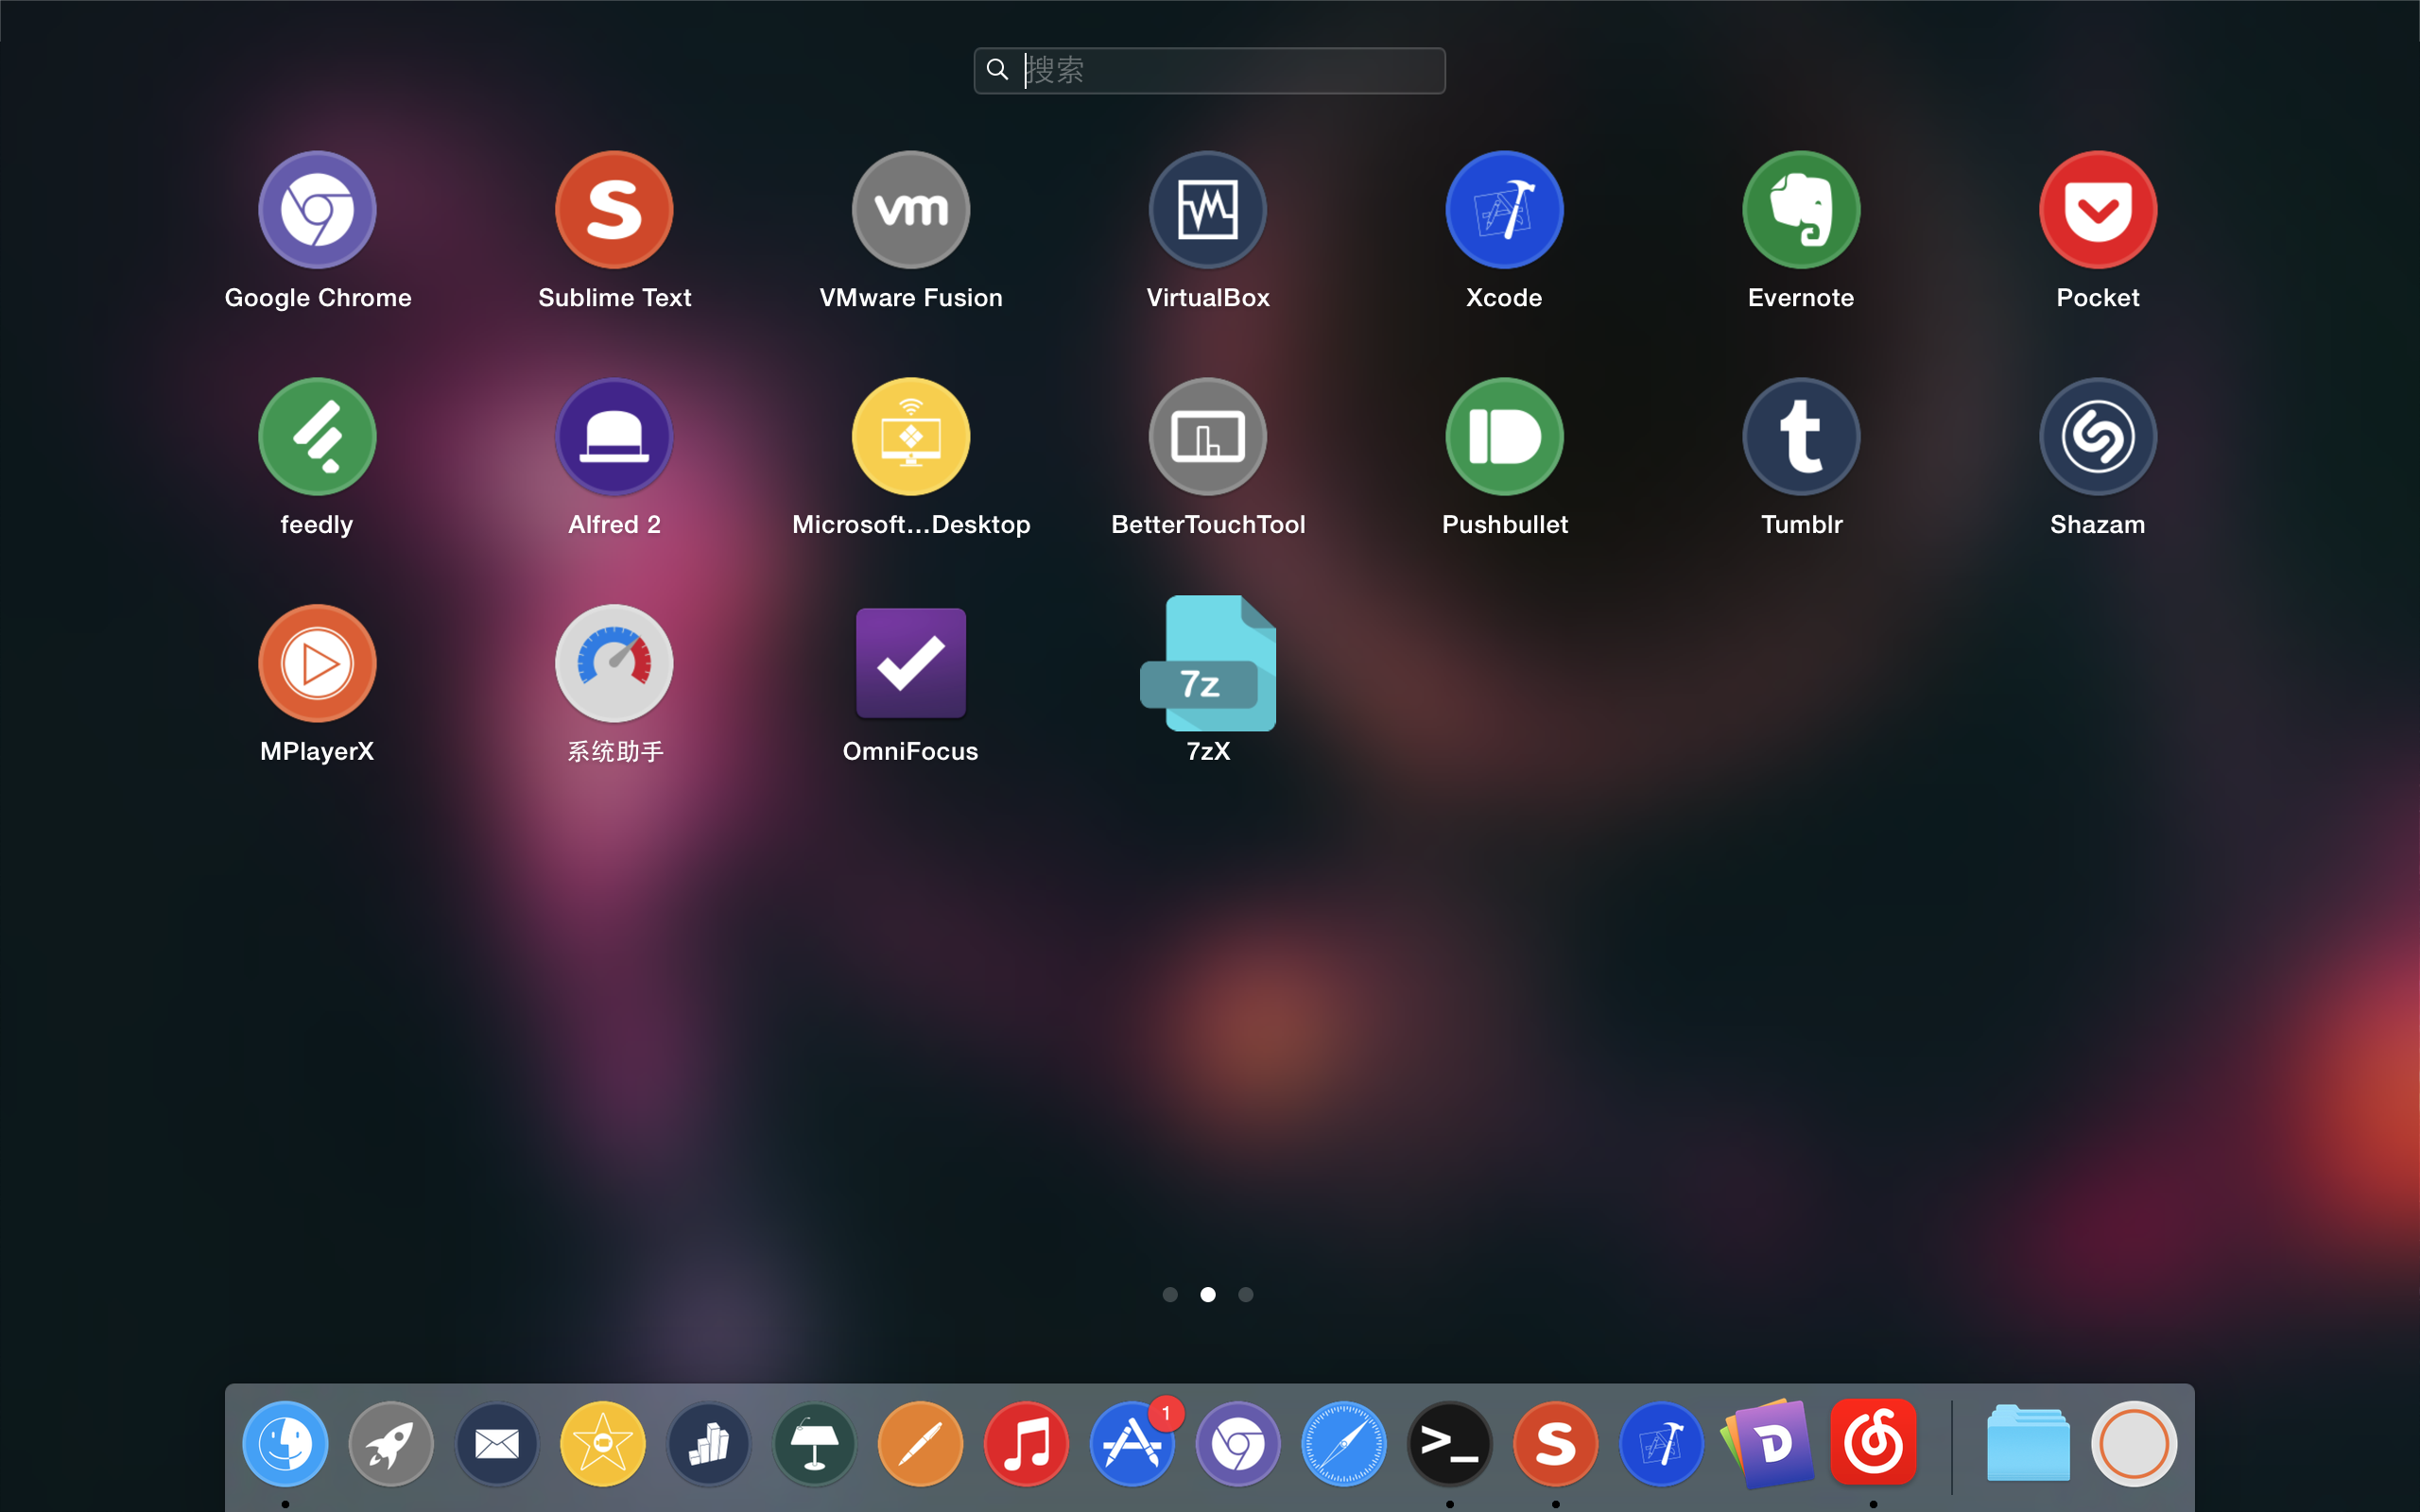 搜索
Google Chrome
Sublime Text
VMware Fusion
VirtualBox
Xcode
Evernote
Pocket
feedly
Alfred 2
Microsoft...Desktop
BetterTouchTool
Pushbullet
Tumblr
Shazam
MPlayerX
系统助手
OmniFocus
7z
7zX
1